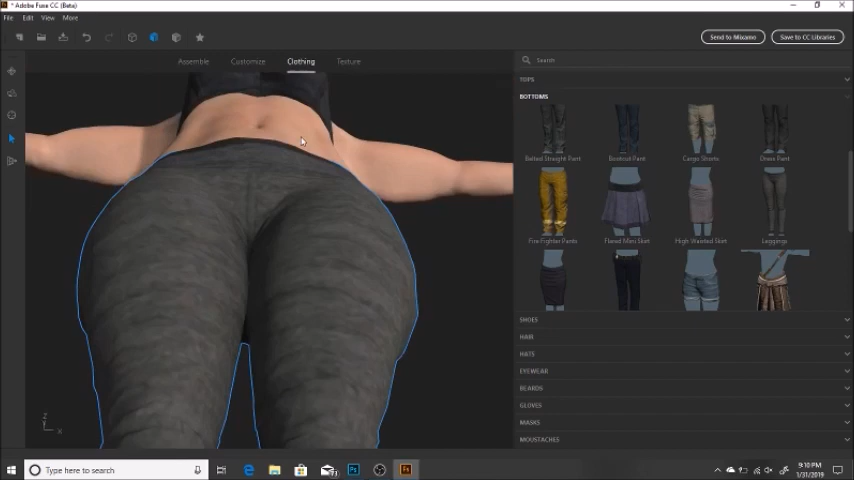 * Adobe Fuse CC (Beta)
File Edit View More
Send to Mixamo
Save to CC Libraries
Assemble Customize Clothing Texture
Search
TOPS
BOTTOMS
Belted Straight Pant Bootcut Pant Cargo Shorts Dress Pant
Fire Fighter Pants Flared Mini Skirt High Waisted Skirt Leggings
SHOES
HAIR
HATS
EYEWEAR
BEARDS
GLOVES
MASKS
MOUSTACHES
Z
Y
X
Type here to search
Ps
Fu
9:10 PM
1/31/2019